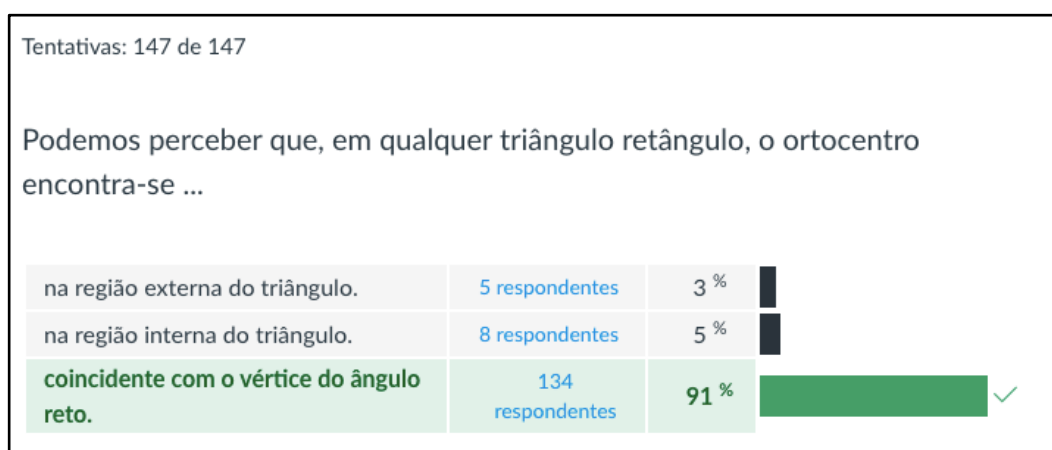 Tentativas: 147 de 147
Podemos perceber que, em qualquer triângulo retângulo, o ortocentro
encontra-se ...
na região externa do triângulo. 5 respondentes 3 %
na região interna do triângulo. 8 respondentes 5 %
coincidente com o vértice do ângulo
reto. 134
respondentes 91 %